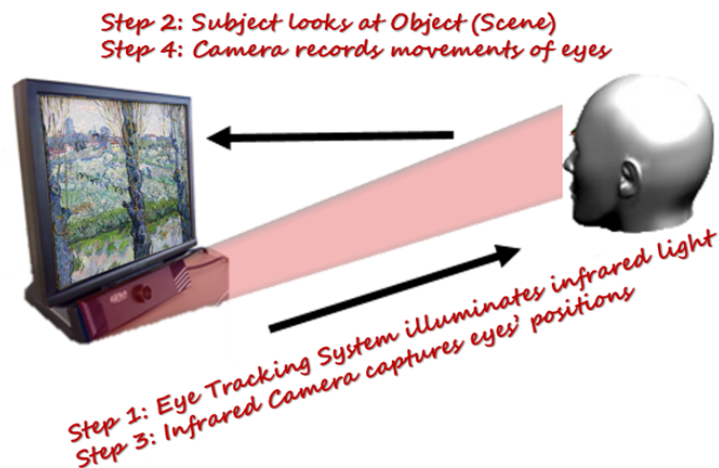 Step 2: Subject looks at Object (Scene)
Step 4: Camera records movements of eyes
Step 1: Eye Tracking System illuminates infrared light
Step 3: Infrared Camera captures eyes' positions